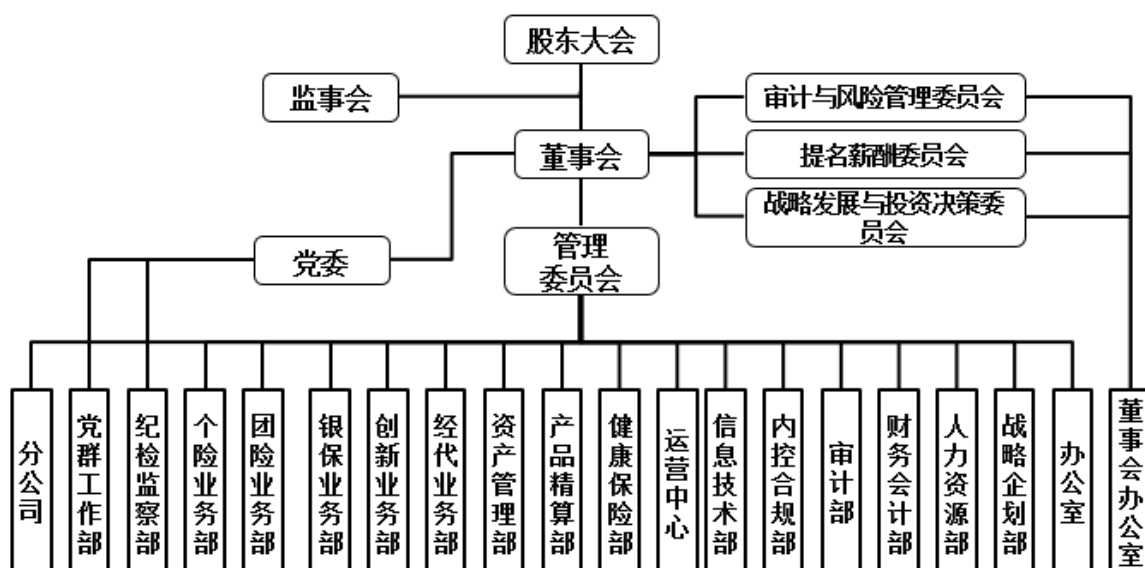 股东大会
监事会
审计与风险管理委员会
董事会
提名薪酬委员会
战略发展与投资决策委
员会
党委
管理
委员会
分公司
党群工作部
纪检监察部
个险业务部
团险业务部
银保业务部
创新业务部
经代业务部
资产管理部
产品精算部
健康保险部
运营中心
信息技术部
内控合规部
审计部
财务会计部
人力资源部
战略企划部
办公室
董事会办公室